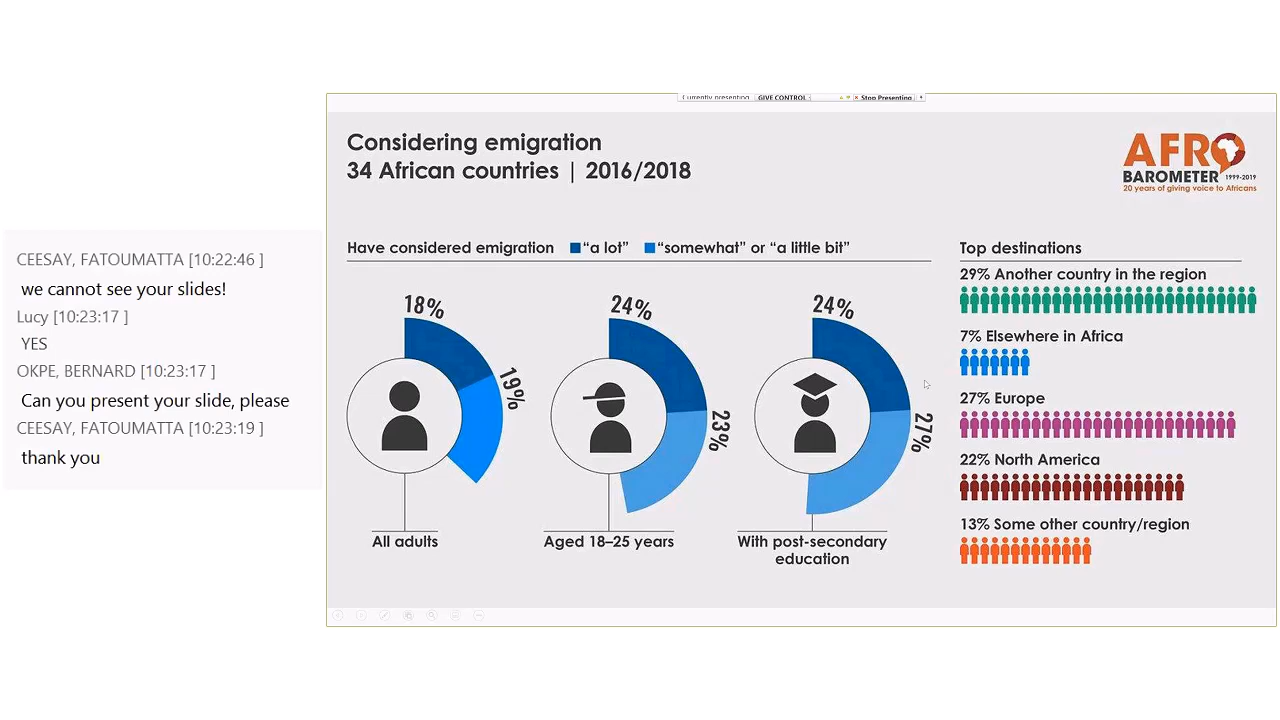 CEESAY, FATOUMATTA [10:22:46 ]
we cannot see your slides!
Lucy [10:23:17 ]
YES
OKPE, BERNARD [10:23:17 ]
Can you present your slide, please
CEESAY, FATOUMATTA [10:23:19 ]
thank you
Currently presenting GIVE CONTROL Stop Presenting
Considering emigration
34 African countries | 2016/2018
AFRO
BAROMETER 1999-2019
20 years of giving voice to Africans
Have considered emigration "a lot" "somewhat" or "a little bit"
18%
19%
All adults
24%
23%
Aged 18–25 years
24%
27%
With post-secondary
education
Top destinations
29% Another country in the region
7% Elsewhere in Africa
27% Europe
22% North America
13% Some other country/region